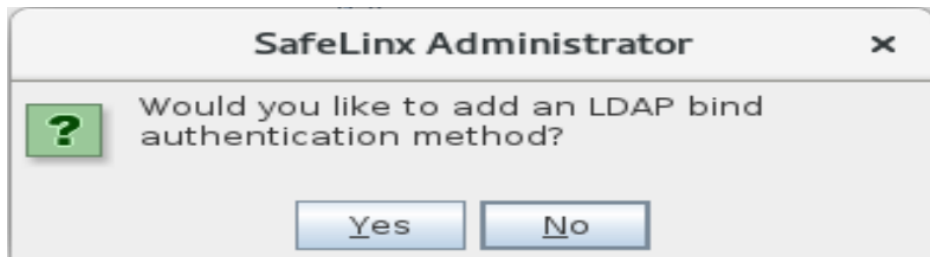 SafeLinx Administrator
?
Would you like to add an LDAP bind
authentication method?
Yes No